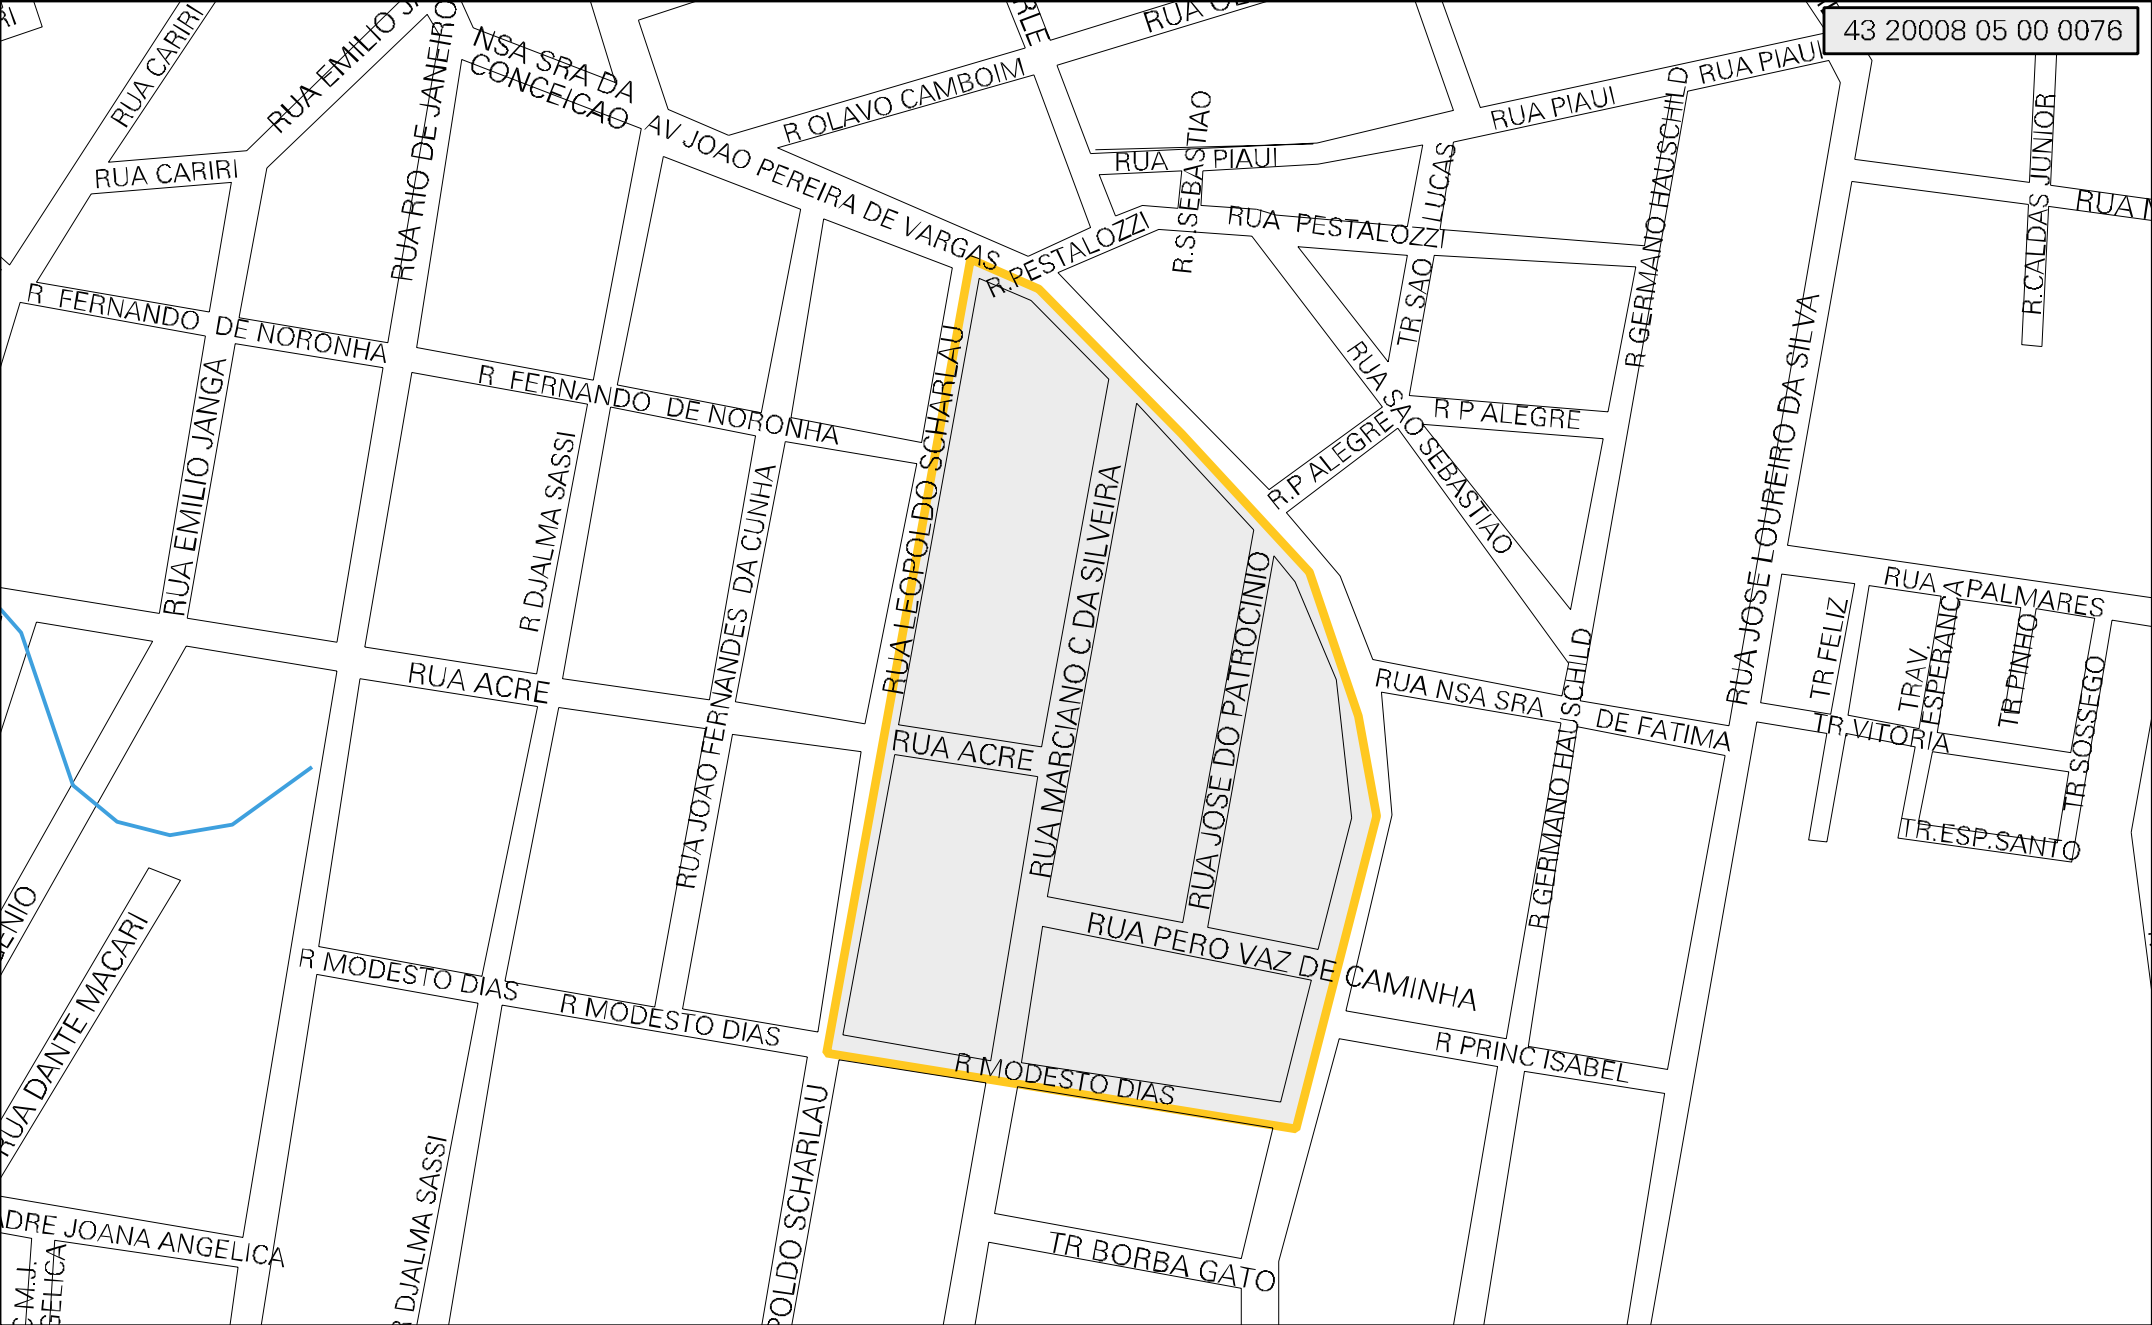 43 20008 05 00 0076
RUA CARIRI
RUA EMILIO
NSA SRA DA
CONCEICAO
RUA RIO DE JANEIRO
RUA CARIRI
AV JOAO PEREIRA DE VARGAS
R OLAVO CAMBOIM
RUA PIAUI
RUA PIAUI
RUA PIAUI
R.S.SEBASTIAO
R.PESTALOZZI
RUA PESTALOZZI
TR SAO LUCAS
R GERMANO HAUSCHILD
R.CALDAS JUNIOR
RUA
R FERNANDO DE NORONHA
R FERNANDO DE NORONHA
RUA EMILIO JANGA
R DJALMA SASSI
RUA JOAO FERNANDES DA CUNHA
RUA LEOPOLDO SCHARLAU
RUA MARCIANO C DA SILVEIRA
RUA JOSE DO PATROCINIO
RUA SAO SEBASTIAO
R P ALEGRE
R.P ALEGRE
RUA JOSE LOUREIRO DA SILVA
RUA PALMARES
TR FELIZ
TRAV.
ESPERANCA
TR.PINHO
TR.SOSSEGO
TR.VITORIA
TR.ESP.SANTO
RUA NSA SRA DE FATIMA
R GERMANO HAUSCHILD
RUA ACRE
RUA ACRE
RUA PERO VAZ DE CAMINHA
R MODESTO DIAS
R MODESTO DIAS
R MODESTO DIAS
R PRINC ISABEL
RUA DANTE MACARI
R DJALMA SASSI
POLDO SCHARLAU
ADRE JOANA ANGELICA
M.J.
GELICA
TR BORBA GATO